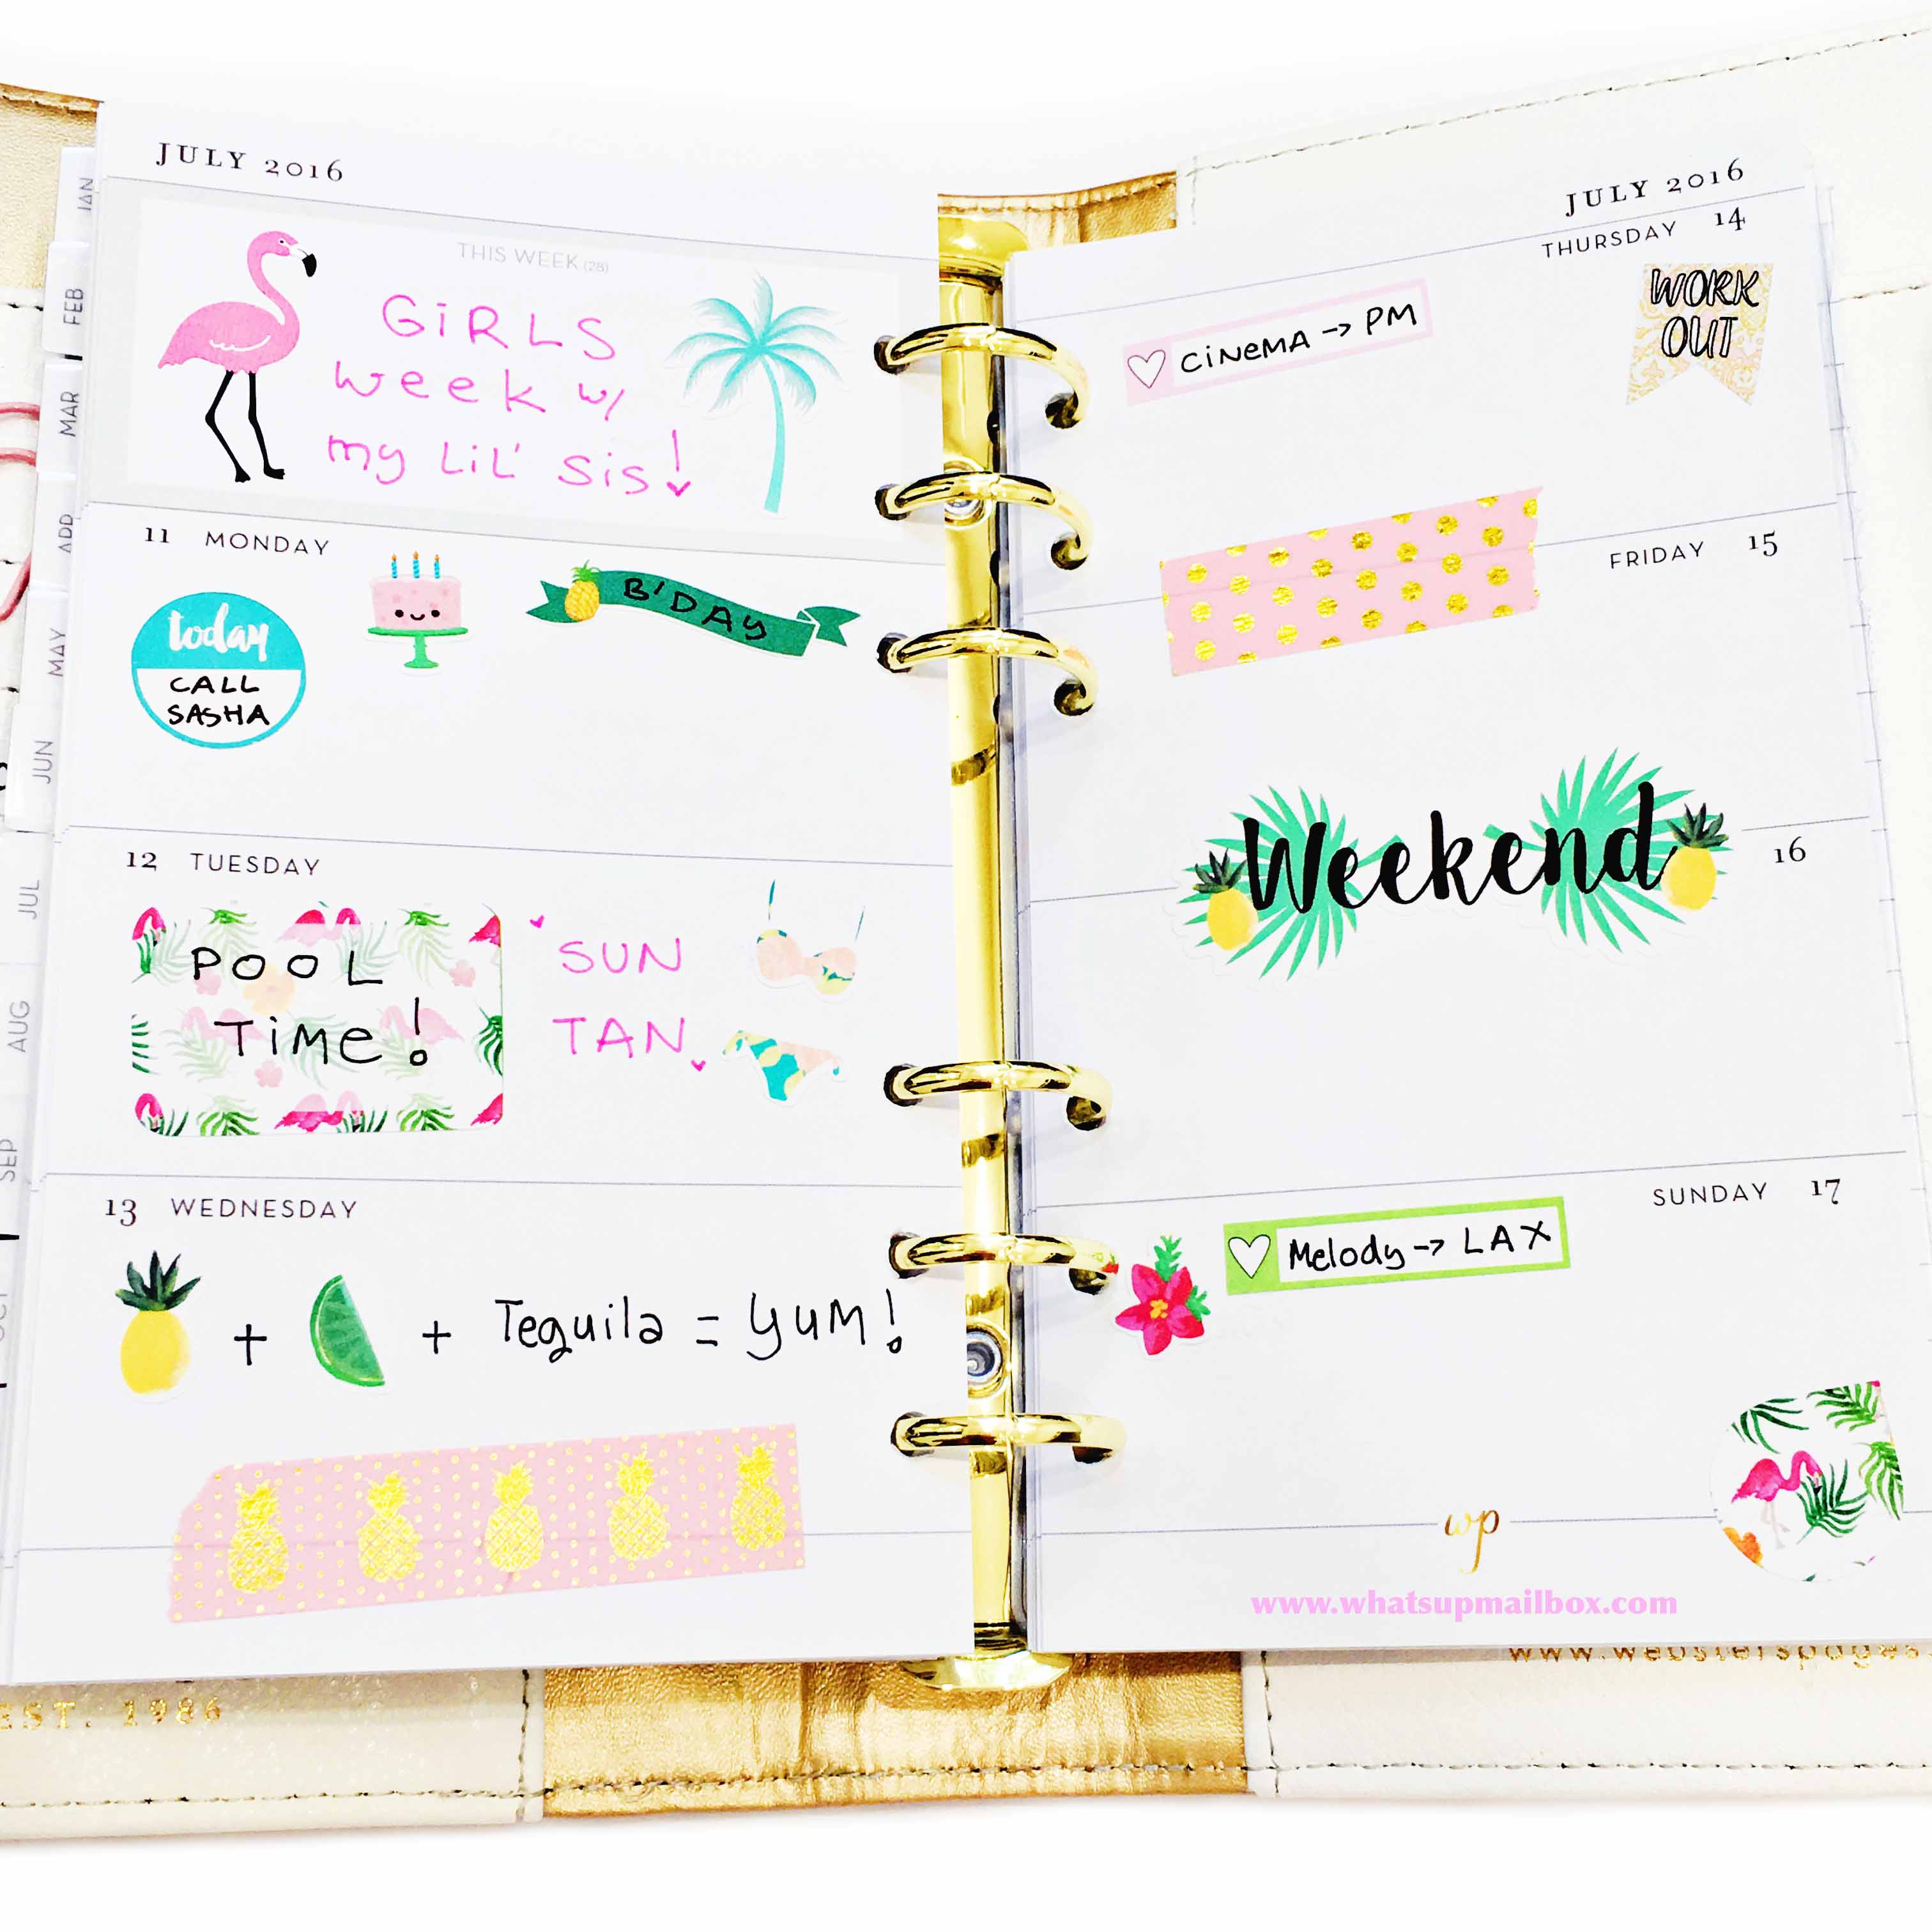 JULY 2016
THIS WEEK (28)
GiRLS
week w/
my LiL' sis!
11 MONDAY
today
CALL
SASHA
B'DAY
12 TUESDAY
POOL
TiMe!
SUN
TAN
13 WEDNESDAY
+ + Tequila = YUM!
JAN
FEB
MAR
ADD
MAY
JUN
JUL
AUG
SEP
OCT
EST. 1986
JULY 2016
THURSDAY 14
WORK
OUT
CiNeMA → PM
FRIDAY 15
Weekend
16
SUNDAY 17
Melody → LAX
wp
www.whatsupmailbox.com
www.websterspages.